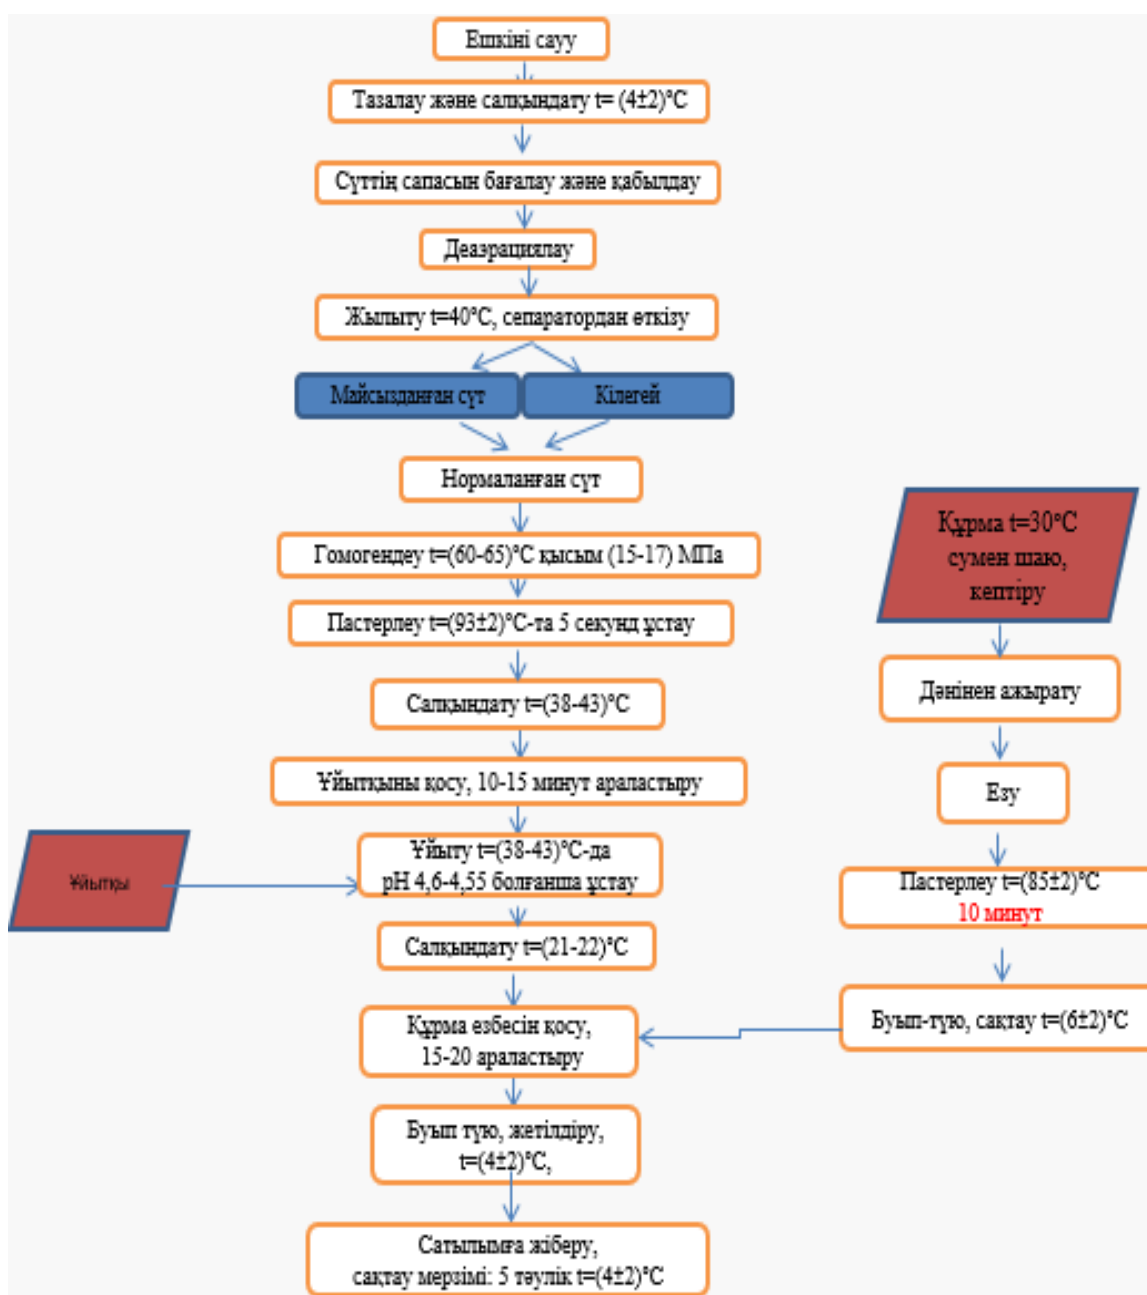 Ешкіні сауу
Тазалау және салқындату t= (4±2)°С
Сүттің сапасын бағалау және қабылдау
Деаэрациялау
Жылыту t=40°С, сепаратордан өткізу
Майсызданған сүт
Кілегей
Нормаланған сүт
Гомогендеу t=(60-65)°С қысым (15-17) МПа
Пастерлеу t=(93±2)°С-та 5 секунд ұстау
Салқындату t=(38-43)°С
Ұйытқыны қосу, 10-15 минут араластыру
Ұйытқы
Ұйыту t=(38-43)°С-да
рН 4,6-4,55 болғанша ұстау
Салқындату t=(21-22)°С
Құрма езбесін қосу,
15-20 араластыру
Буып түю, жетілдіру,
t=(4±2)°С,
Сатылымға жіберу,
сақтау мерзімі: 5 тәулік t=(4±2)°С
Құрма t=30°С
сумен шаю,
кептіру
Дәнінен ажырату
Езу
Пастерлеу t=(85±2)°С
10 минут
Буып-түю, сақтау t=(6±2)°С